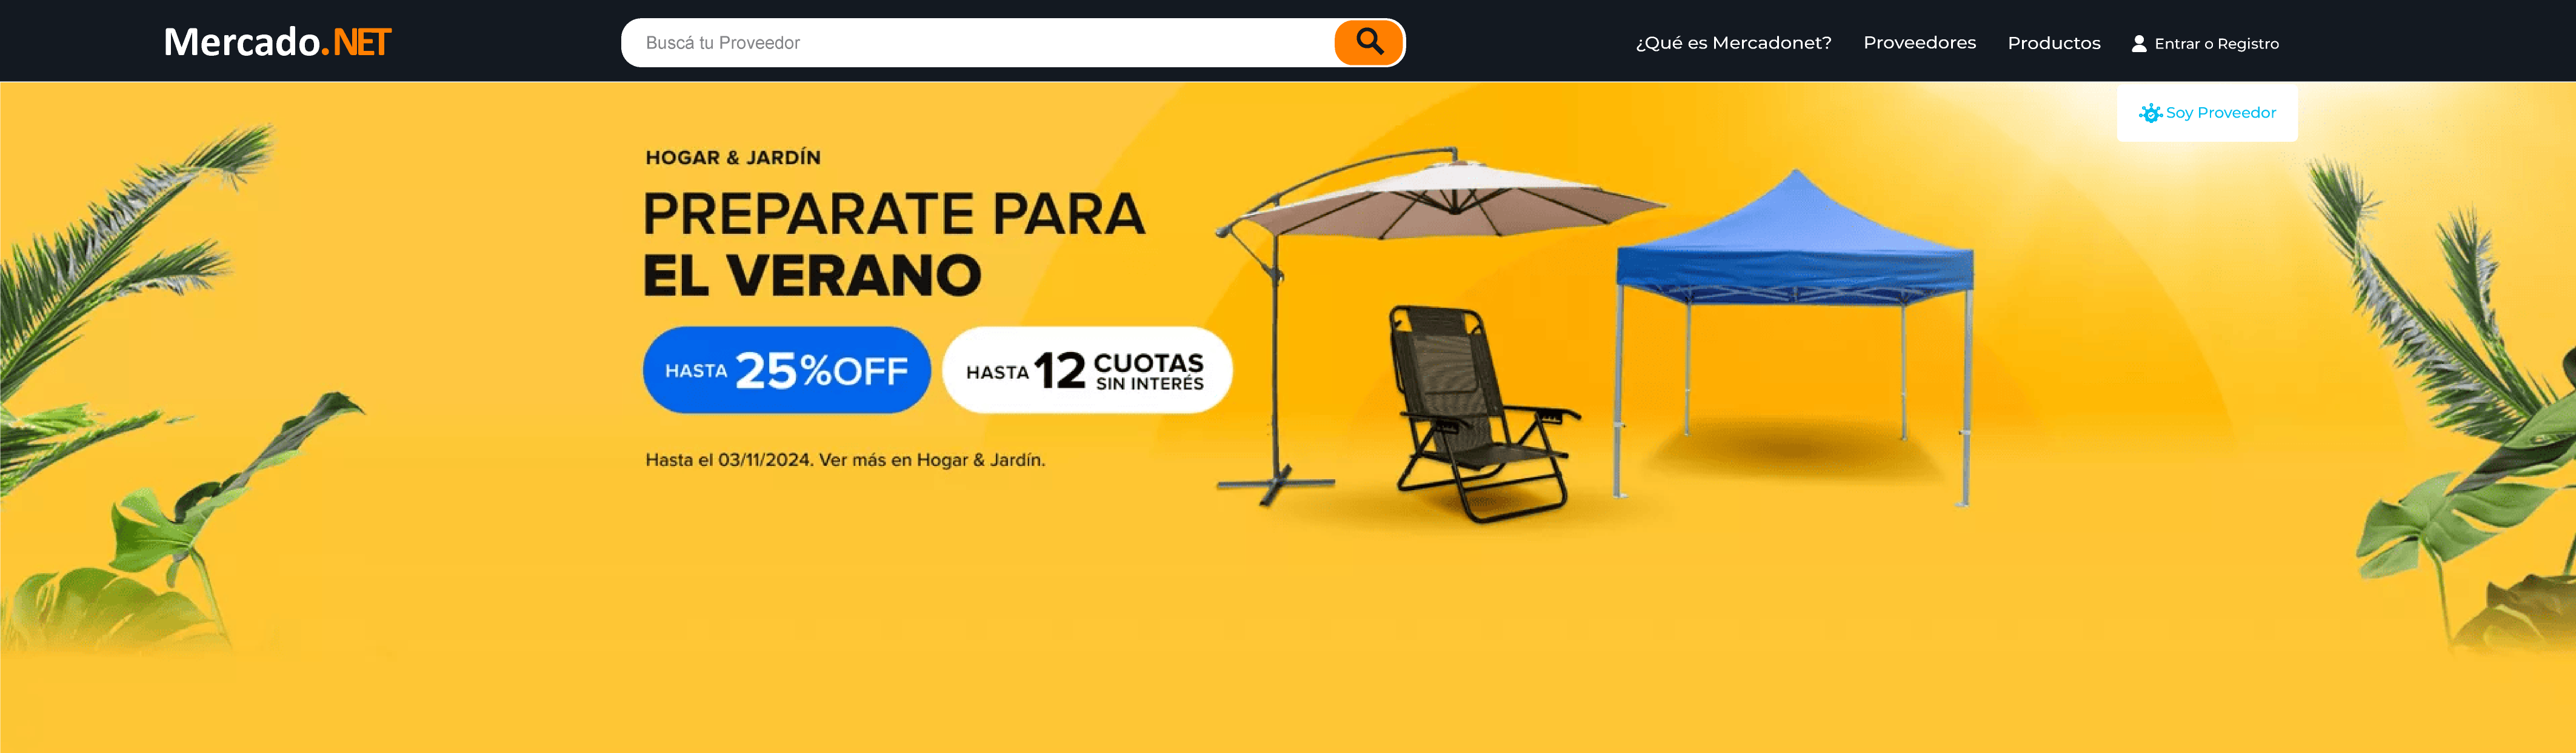 Mercado.NET
Buscá tu Proveedor
¿Qué es Mercadonet?
Proveedores
Productos
Entrar o Registro
Soy Proveedor
HOGAR & JARDÍN
PREPARATE PARA
EL VERANO
HASTA 25%OFF
HASTA 12 CUOTAS
SIN INTERÉS
Hasta el 03/11/2024. Ver más en Hogar & Jardín.